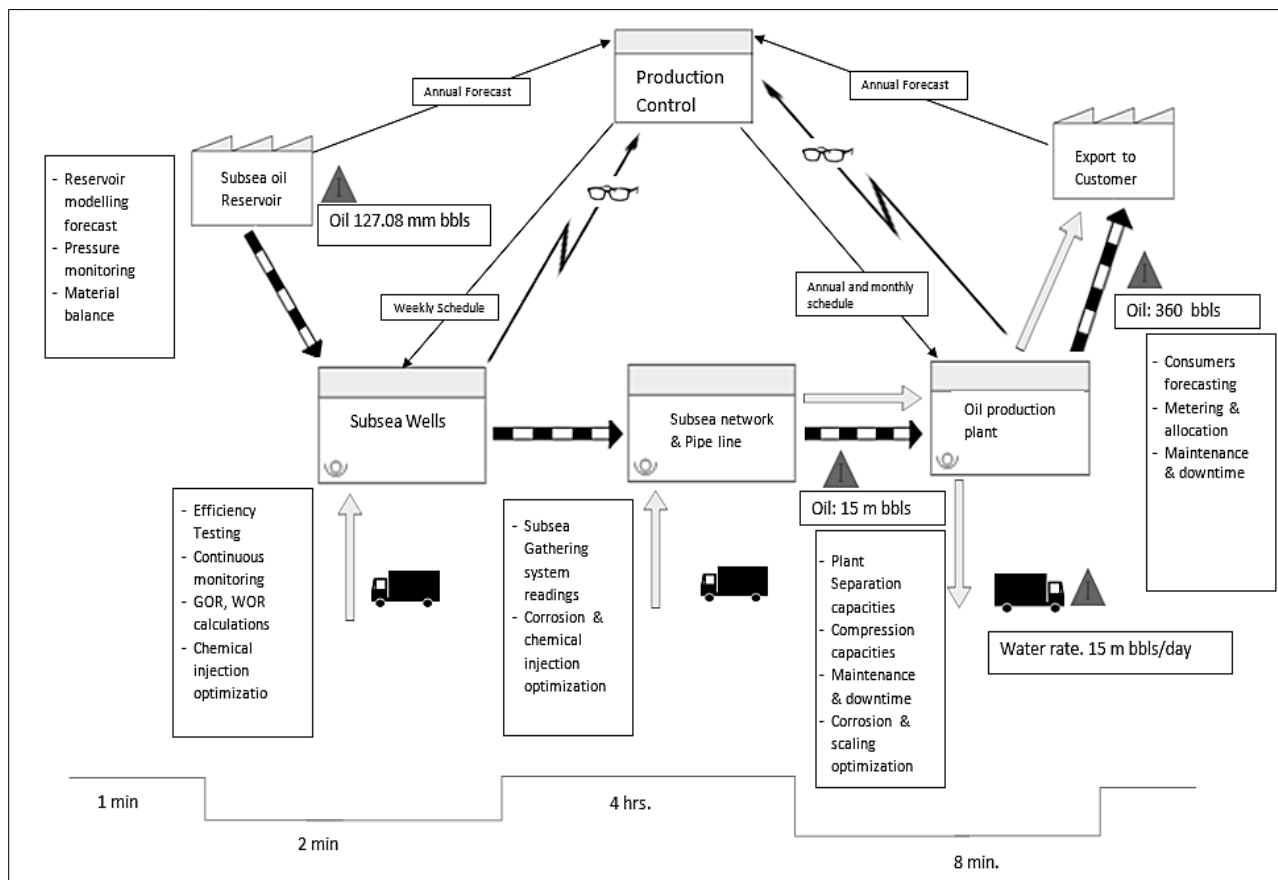 Production
Control
Annual Forecast
Annual Forecast
Subsea oil
Reservoir
Export to
Customer
- Reservoir
modelling
forecast
- Pressure
monitoring
- Material
balance
I
Oil 127.08 mm bbls
Weekly Schedule
Annual and monthly
schedule
I
Oil: 360 bbls
- Consumers
forecasting
- Metering &
allocation
- Maintenance
& downtime
Subsea Wells
Subsea network
& Pipe line
Oil production
plant
I
Oil: 15 m bbls
- Efficiency
Testing
- Continuous
monitoring
- GOR, WOR
calculations
- Chemical
injection
optimizatio
- Subsea
Gathering
system
readings
- Corrosion &
chemical
injection
optimization
- Plant
Separation
capacities
- Compression
capacities
- Maintenance
& downtime
- Corrosion &
scaling
optimization
I
Water rate. 15 m bbls/day
1 min
2 min
4 hrs.
8 min.